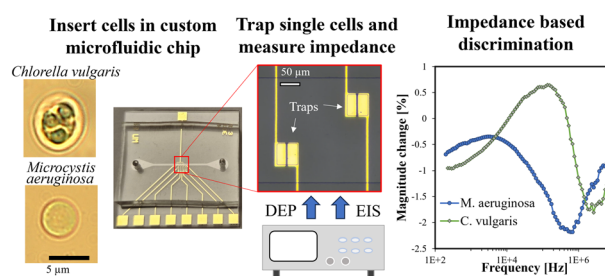 Insert cells in custom
microfluidic chip
Trap single cells and
measure impedance
Impedance based
discrimination
Chlorella vulgaris
Microcystis
aeruginosa
5 µm
50 µm
Traps
DEP
EIS
Magnitude change [%]
1
0.5
0
-0.5
-1
-1.5
-2
-2.5
M. aeruginosa
C. vulgaris
1E+2
1E+4
1E+6
Frequency [Hz]